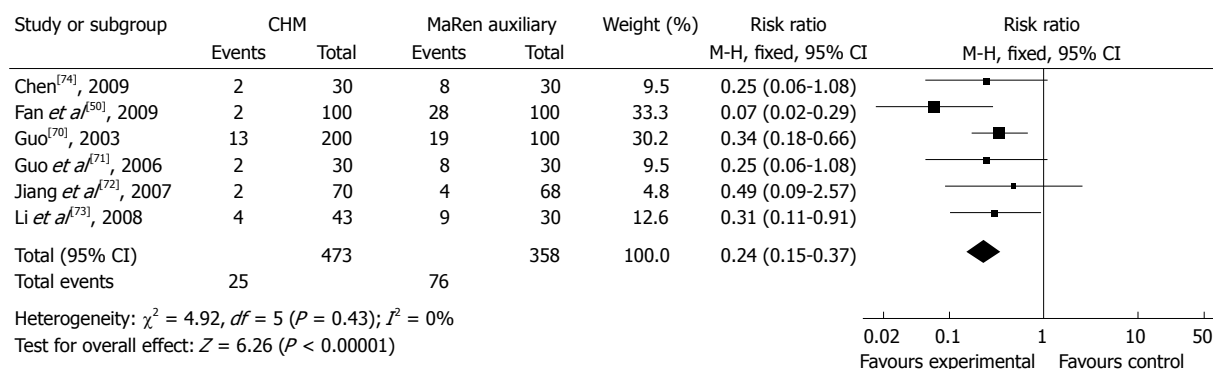 Study or subgroup CHM MaRen auxiliary Weight (%) Risk ratio Risk ratio
Events Total Events Total M-H, fixed, 95% CI M-H, fixed, 95% CI
Chen[74], 2009 2 30 8 30 9.5 0.25 (0.06-1.08)
Fan et al[50], 2009 2 100 28 100 33.3 0.07 (0.02-0.29)
Guo[70], 2003 13 200 19 100 30.2 0.34 (0.18-0.66)
Guo et al[71], 2006 2 30 8 30 9.5 0.25 (0.06-1.08)
Jiang et al[72], 2007 2 70 4 68 4.8 0.49 (0.09-2.57)
Li et al[73], 2008 4 43 9 30 12.6 0.31 (0.11-0.91)
Total (95% CI) 473 358 100.0 0.24 (0.15-0.37)
Total events 25 76
Heterogeneity: χ2 = 4.92, df = 5 (P = 0.43); I2 = 0%
Test for overall effect: Z = 6.26 (P < 0.00001)
0.02 0.1 1 10 50
Favours experimental Favours control